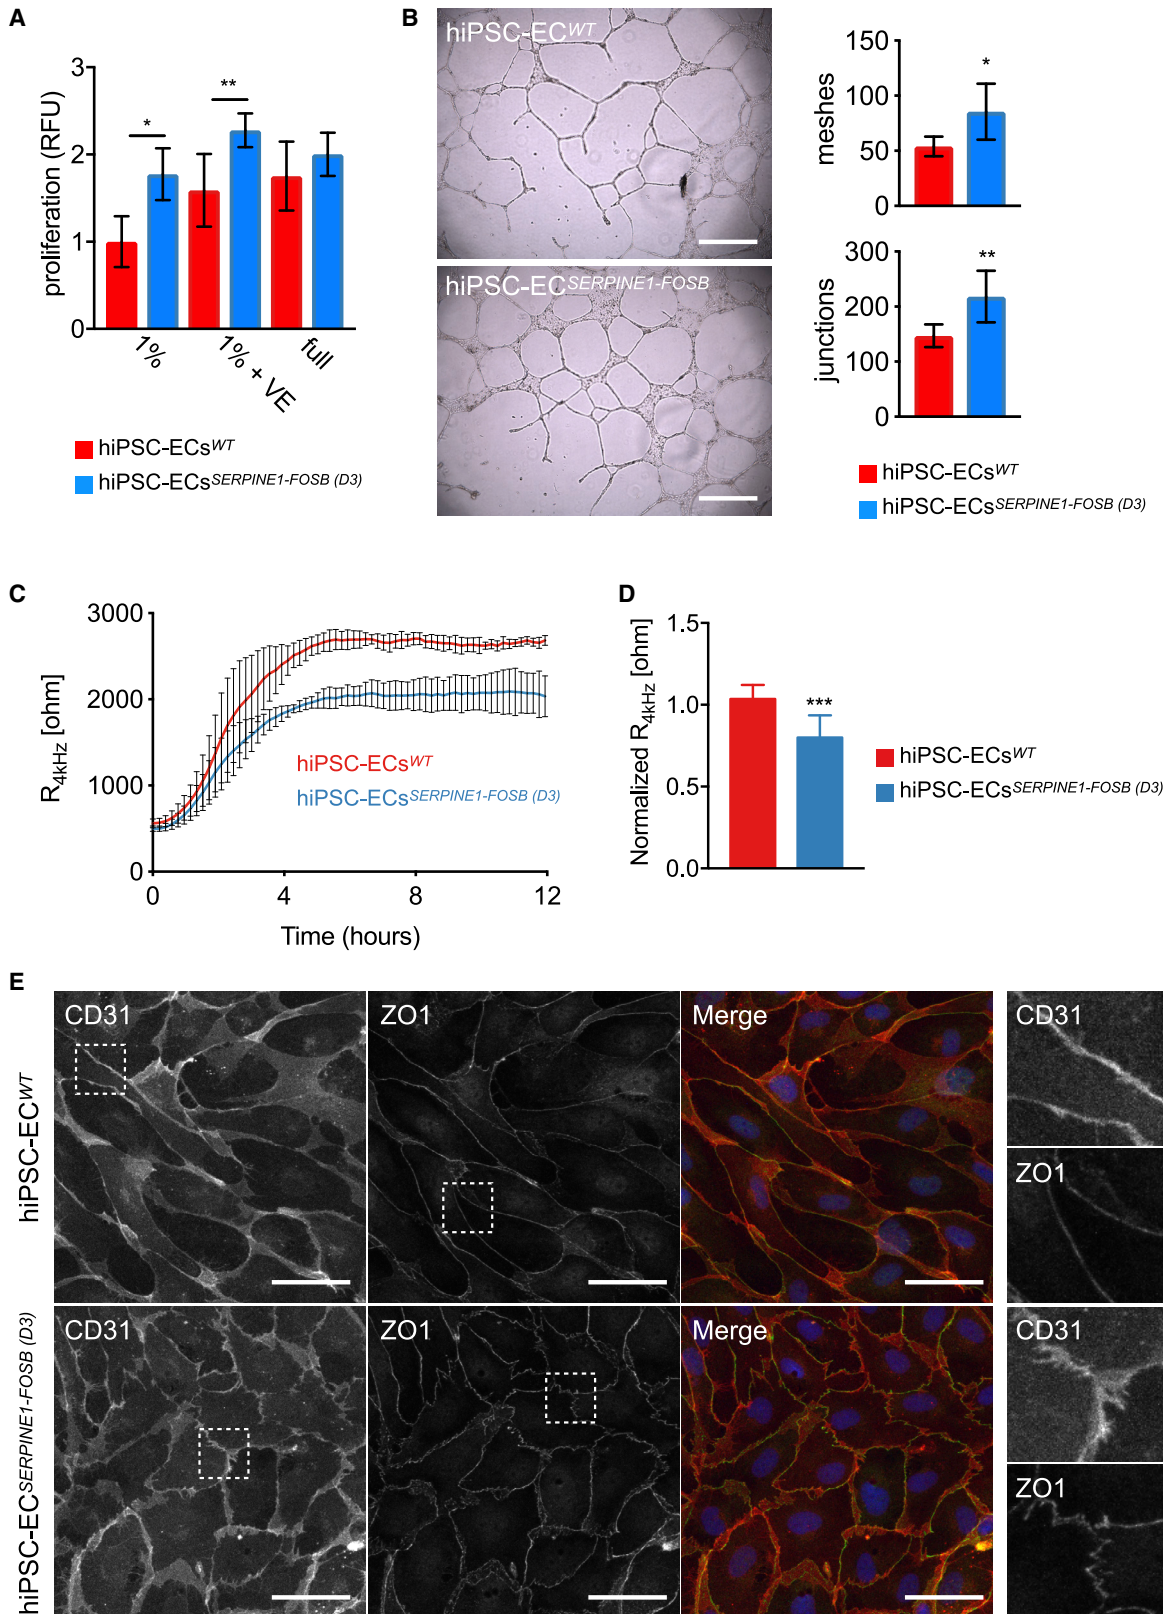 A
3
2
1
0
proliferation (RFU)
*
**
1%
1% + VE
full
hiPSC-ECsWT
hiPSC-ECsSERPINE1-FOSB (D3)
B
hiPSC-ECWT
hiPSC-ECSERPINE1-FOSB
150
100
50
0
meshes
*
300
200
100
0
junctions
**
hiPSC-ECsWT
hiPSC-ECsSERPINE1-FOSB (D3)
C
3000
2000
1000
0
R4kHz [ohm]
hiPSC-ECsWT
hiPSC-ECsSERPINE1-FOSB (D3)
0
4
8
12
Time (hours)
D
1.5
1.0
0.5
0.0
Normalized R4kHz [ohm]
***
hiPSC-ECsWT
hiPSC-ECsSERPINE1-FOSB (D3)
E
hiPSC-ECWT
CD31
ZO1
Merge
CD31
ZO1
hiPSC-ECSERPINE1-FOSB (D3)
CD31
ZO1
Merge
CD31
ZO1